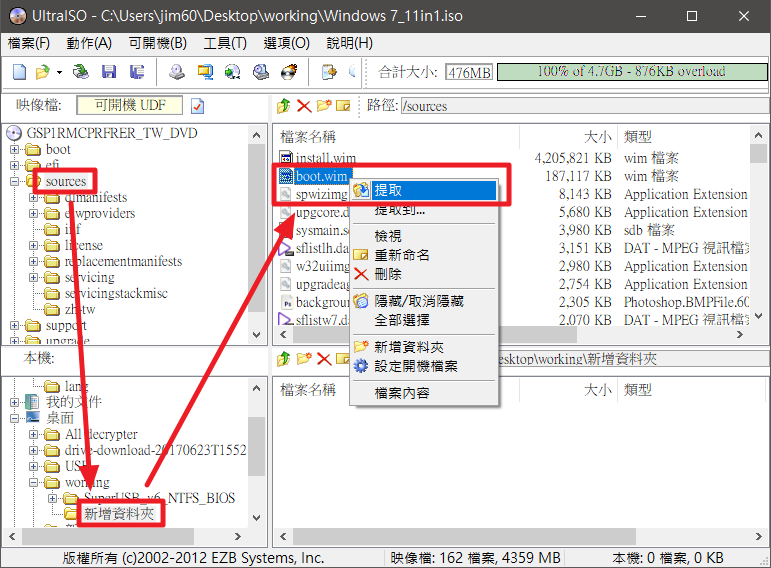 UltraISO - C:\Users\jim60\Desktop\working\Windows 7_11in1.iso
檔案(F) 動作(A) 可開機(B) 工具(T) 選項(O) 說明(H)
合計大小: 476MB 100% of 4.7GB - 876KB overload
映像檔: 可開機 UDF 路徑: /sources
GSP1RMCPRFRER_TW_DVD
boot
efi
sources
dlmanifests
etwproviders
inf
license
replacementmanifests
servicing
servicingstackmisc
zh-tw
support
upgrade
檔案名稱 大小 類型
install.wim 4,205,821 KB wim 檔案
boot.wim 187,117 KB wim 檔案
spwizimg 8,143 KB Application Extension
upgcore.d 5,680 KB Application Extension
sysmain.s 3,960 KB sdb 檔案
sflistlh.da 3,151 KB DAT - MPEG 視訊檔案
w32uiimg 2,980 KB Application Extension
upgradeag 2,754 KB Application Extension
backgroun 2,305 KB Photoshop.BMPFile.60
sflistw7.d 2,070 KB DAT - MPEG 視訊檔案
提取
提取到...
檢視
重新命名
刪除
隱藏/取消隱藏
全部選擇
新增資料夾
設定開機檔案
檔案內容
本機: esktop\working\新增資料夾
lang
我的文件
桌面
All decrypter
drive-download-20170623T1552
USB
working
SuperUSB_v6_NTFS_BIOS
新增資料夾
檔案名稱 大小 類型
版權所有 (c)2002-2012 EZB Systems, Inc. 映像檔: 162 檔案, 4359 MB 本機: 0 檔案, 0 KB